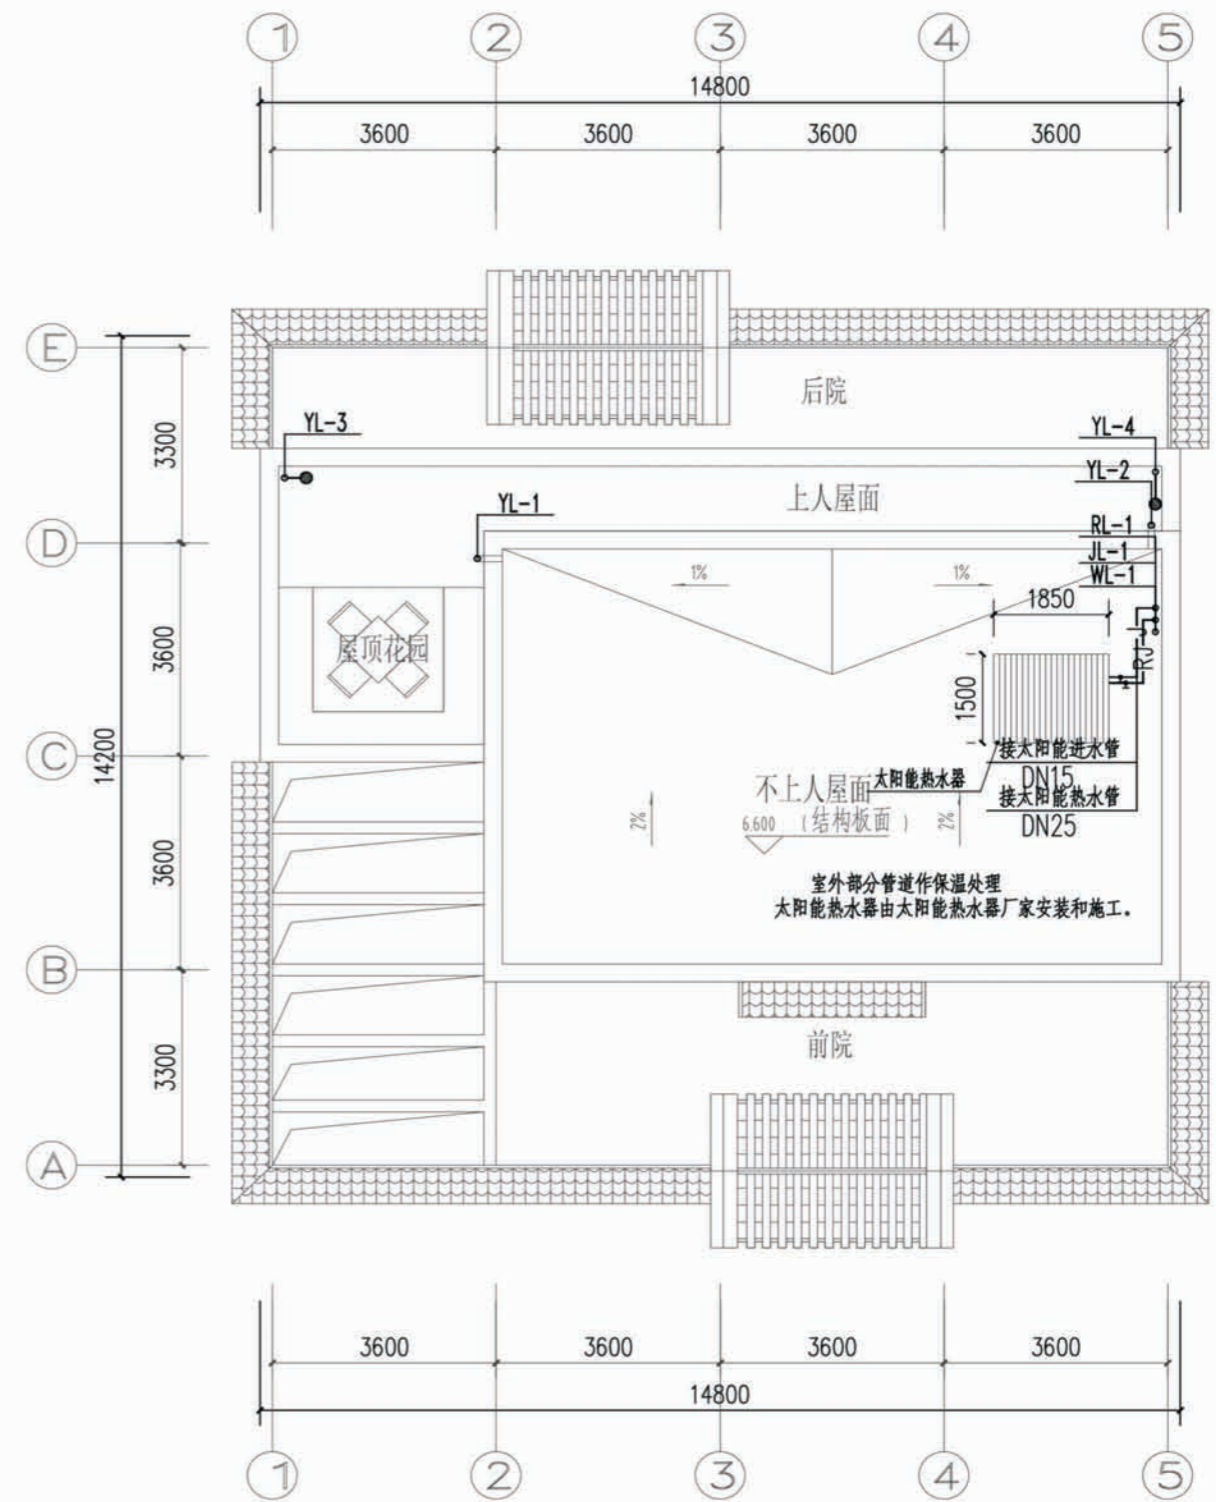 1 2 3 4 5
14800
3600 3600 3600 3600
E
后院
YL-3
YL-4
3300
YL-2
YL-1
上人屋面
RL-1
D
JL-1
1%
1%
WL-1
1850
屋顶花园
3600
RJ
J
1500
C
14200
接太阳能进水管
太阳能热水器
DN15
不上人屋面
接太阳能热水管
2%
6.600 (结构板面)
2%
DN25
3600
室外部分管道作保温处理
太阳能热水器由太阳能热水器厂家安装和施工。
B
前院
3300
A
3600 3600 3600 3600
14800
1 2 3 4 5